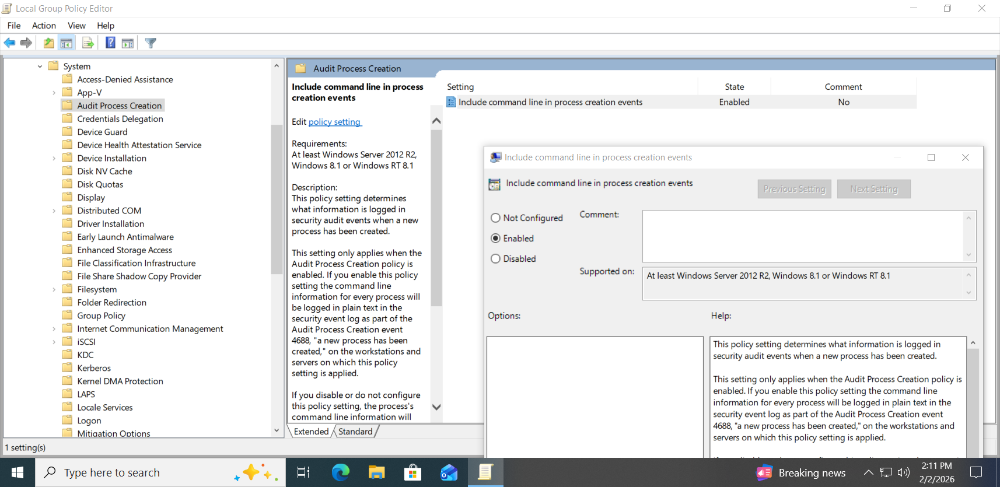 Local Group Policy Editor
File Action View Help
System
Access-Denied Assistance
App-V
Audit Process Creation
Credentials Delegation
Device Guard
Device Health Attestation Service
Device Installation
Disk NV Cache
Disk Quotas
Display
Distributed COM
Driver Installation
Early Launch Antimalware
Enhanced Storage Access
File Classification Infrastructure
File Share Shadow Copy Provider
Filesystem
Folder Redirection
Group Policy
Internet Communication Management
iSCSI
KDC
Kerberos
Kernel DMA Protection
LAPS
Locale Services
Logon
Mitigation Options
Audit Process Creation
Include command line in process
creation events
Edit policy setting
Requirements:
At least Windows Server 2012 R2,
Windows 8.1 or Windows RT 8.1
Description:
This policy setting determines
what information is logged in
security audit events when a new
process has been created.
This setting only applies when the
Audit Process Creation policy is
enabled. If you enable this policy
setting the command line
information for every process will
be logged in plain text in the
security event log as part of the
Audit Process Creation event
4688, "a new process has been
created," on the workstations and
servers on which this policy
setting is applied.
If you disable or do not configure
this policy setting, the process's
command line information will
Extended Standard
Setting State Comment
Include command line in process creation events Enabled No
Include command line in process creation events
Include command line in process creation events
Previous Setting Next Setting
Not Configured
Enabled
Disabled
Comment:
Supported on:
At least Windows Server 2012 R2, Windows 8.1 or Windows RT 8.1
Options:
Help:
This policy setting determines what information is logged in
security audit events when a new process has been created.
This setting only applies when the Audit Process Creation policy is
enabled. If you enable this policy setting the command line
information for every process will be logged in plain text in the
security event log as part of the Audit Process Creation event
4688, "a new process has been created," on the workstations and
servers on which this policy setting is applied.
1 setting(s)
Type here to search
Breaking news
2:11 PM
2/2/2026